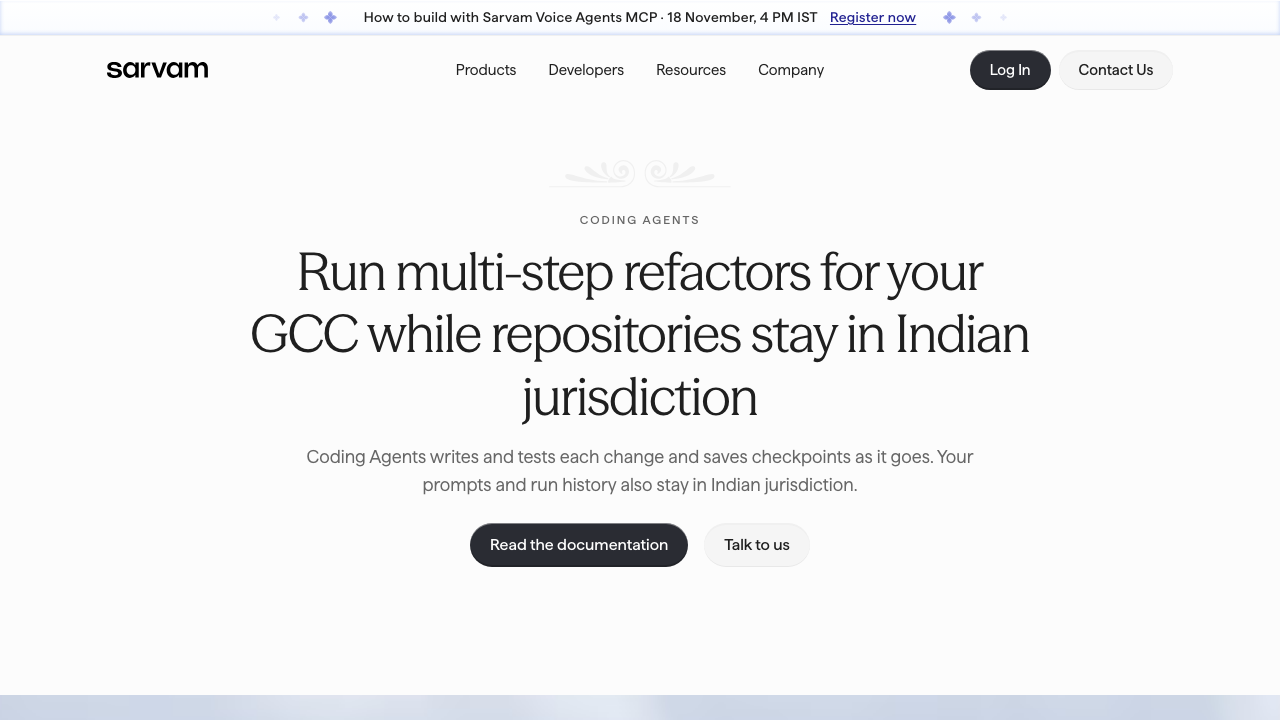 How to build with Sarvam Voice Agents MCP · 18 November, 4 PM IST Register now
sarvam
Products Developers Resources Company
Log In Contact Us
CODING AGENTS
Run multi-step refactors for your
GCC while repositories stay in Indian
jurisdiction
Coding Agents writes and tests each change and saves checkpoints as it goes. Your
prompts and run history also stay in Indian jurisdiction.
Read the documentation Talk to us